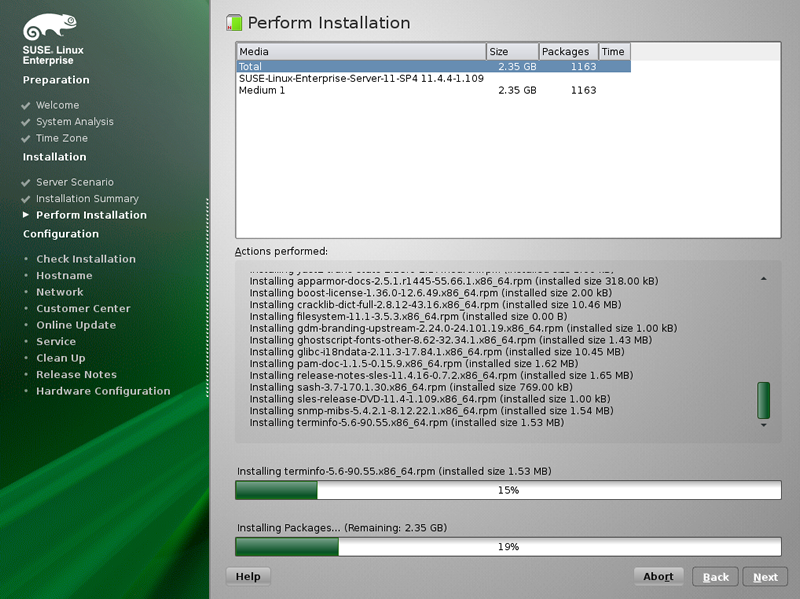 SUSE. Linux
Enterprise
Preparation
Welcome
System Analysis
Time Zone
Installation
Server Scenario
Installation Summary
Perform Installation
Configuration
Check Installation
Hostname
Network
Customer Center
Online Update
Service
Clean Up
Release Notes
Hardware Configuration
Perform Installation
Media Size Packages Time
Total 2.35 GB 1163
SUSE-Linux-Enterprise-Server-11-SP4 11.4.4-1.109
Medium 1 2.35 GB 1163
Actions performed:
Installing apparmor-docs-2.5.1.r1445-55.66.1.x86_64.rpm (installed size 318.00 kB)
Installing boost-license-1.36.0-12.6.49.x86_64.rpm (installed size 2.00 kB)
Installing cracklib-dict-full-2.8.12-43.16.x86_64.rpm (installed size 10.46 MB)
Installing filesystem-11.1-3.5.3.x86_64.rpm (installed size 0.00 B)
Installing gdm-branding-upstream-2.24.0-24.101.19.x86_64.rpm (installed size 1.00 kB)
Installing ghostscript-fonts-other-8.62-32.34.1.x86_64.rpm (installed size 1.43 MB)
Installing glibc-i18ndata-2.11.3-17.84.1.x86_64.rpm (installed size 10.45 MB)
Installing pam-doc-1.1.5-0.15.9.x86_64.rpm (installed size 1.62 MB)
Installing release-notes-sles-11.4.16-0.7.2.x86_64.rpm (installed size 1.65 MB)
Installing sash-3.7-170.1.30.x86_64.rpm (installed size 769.00 kB)
Installing sles-release-DVD-11.4-1.109.x86_64.rpm (installed size 1.00 kB)
Installing snmp-mibs-5.4.2.1-8.12.22.1.x86_64.rpm (installed size 1.54 MB)
Installing terminfo-5.6-90.55.x86_64.rpm (installed size 1.53 MB)
Installing terminfo-5.6-90.55.x86_64.rpm (installed size 1.53 MB)
15%
Installing Packages... (Remaining: 2.35 GB)
19%
Help Abort Back Next